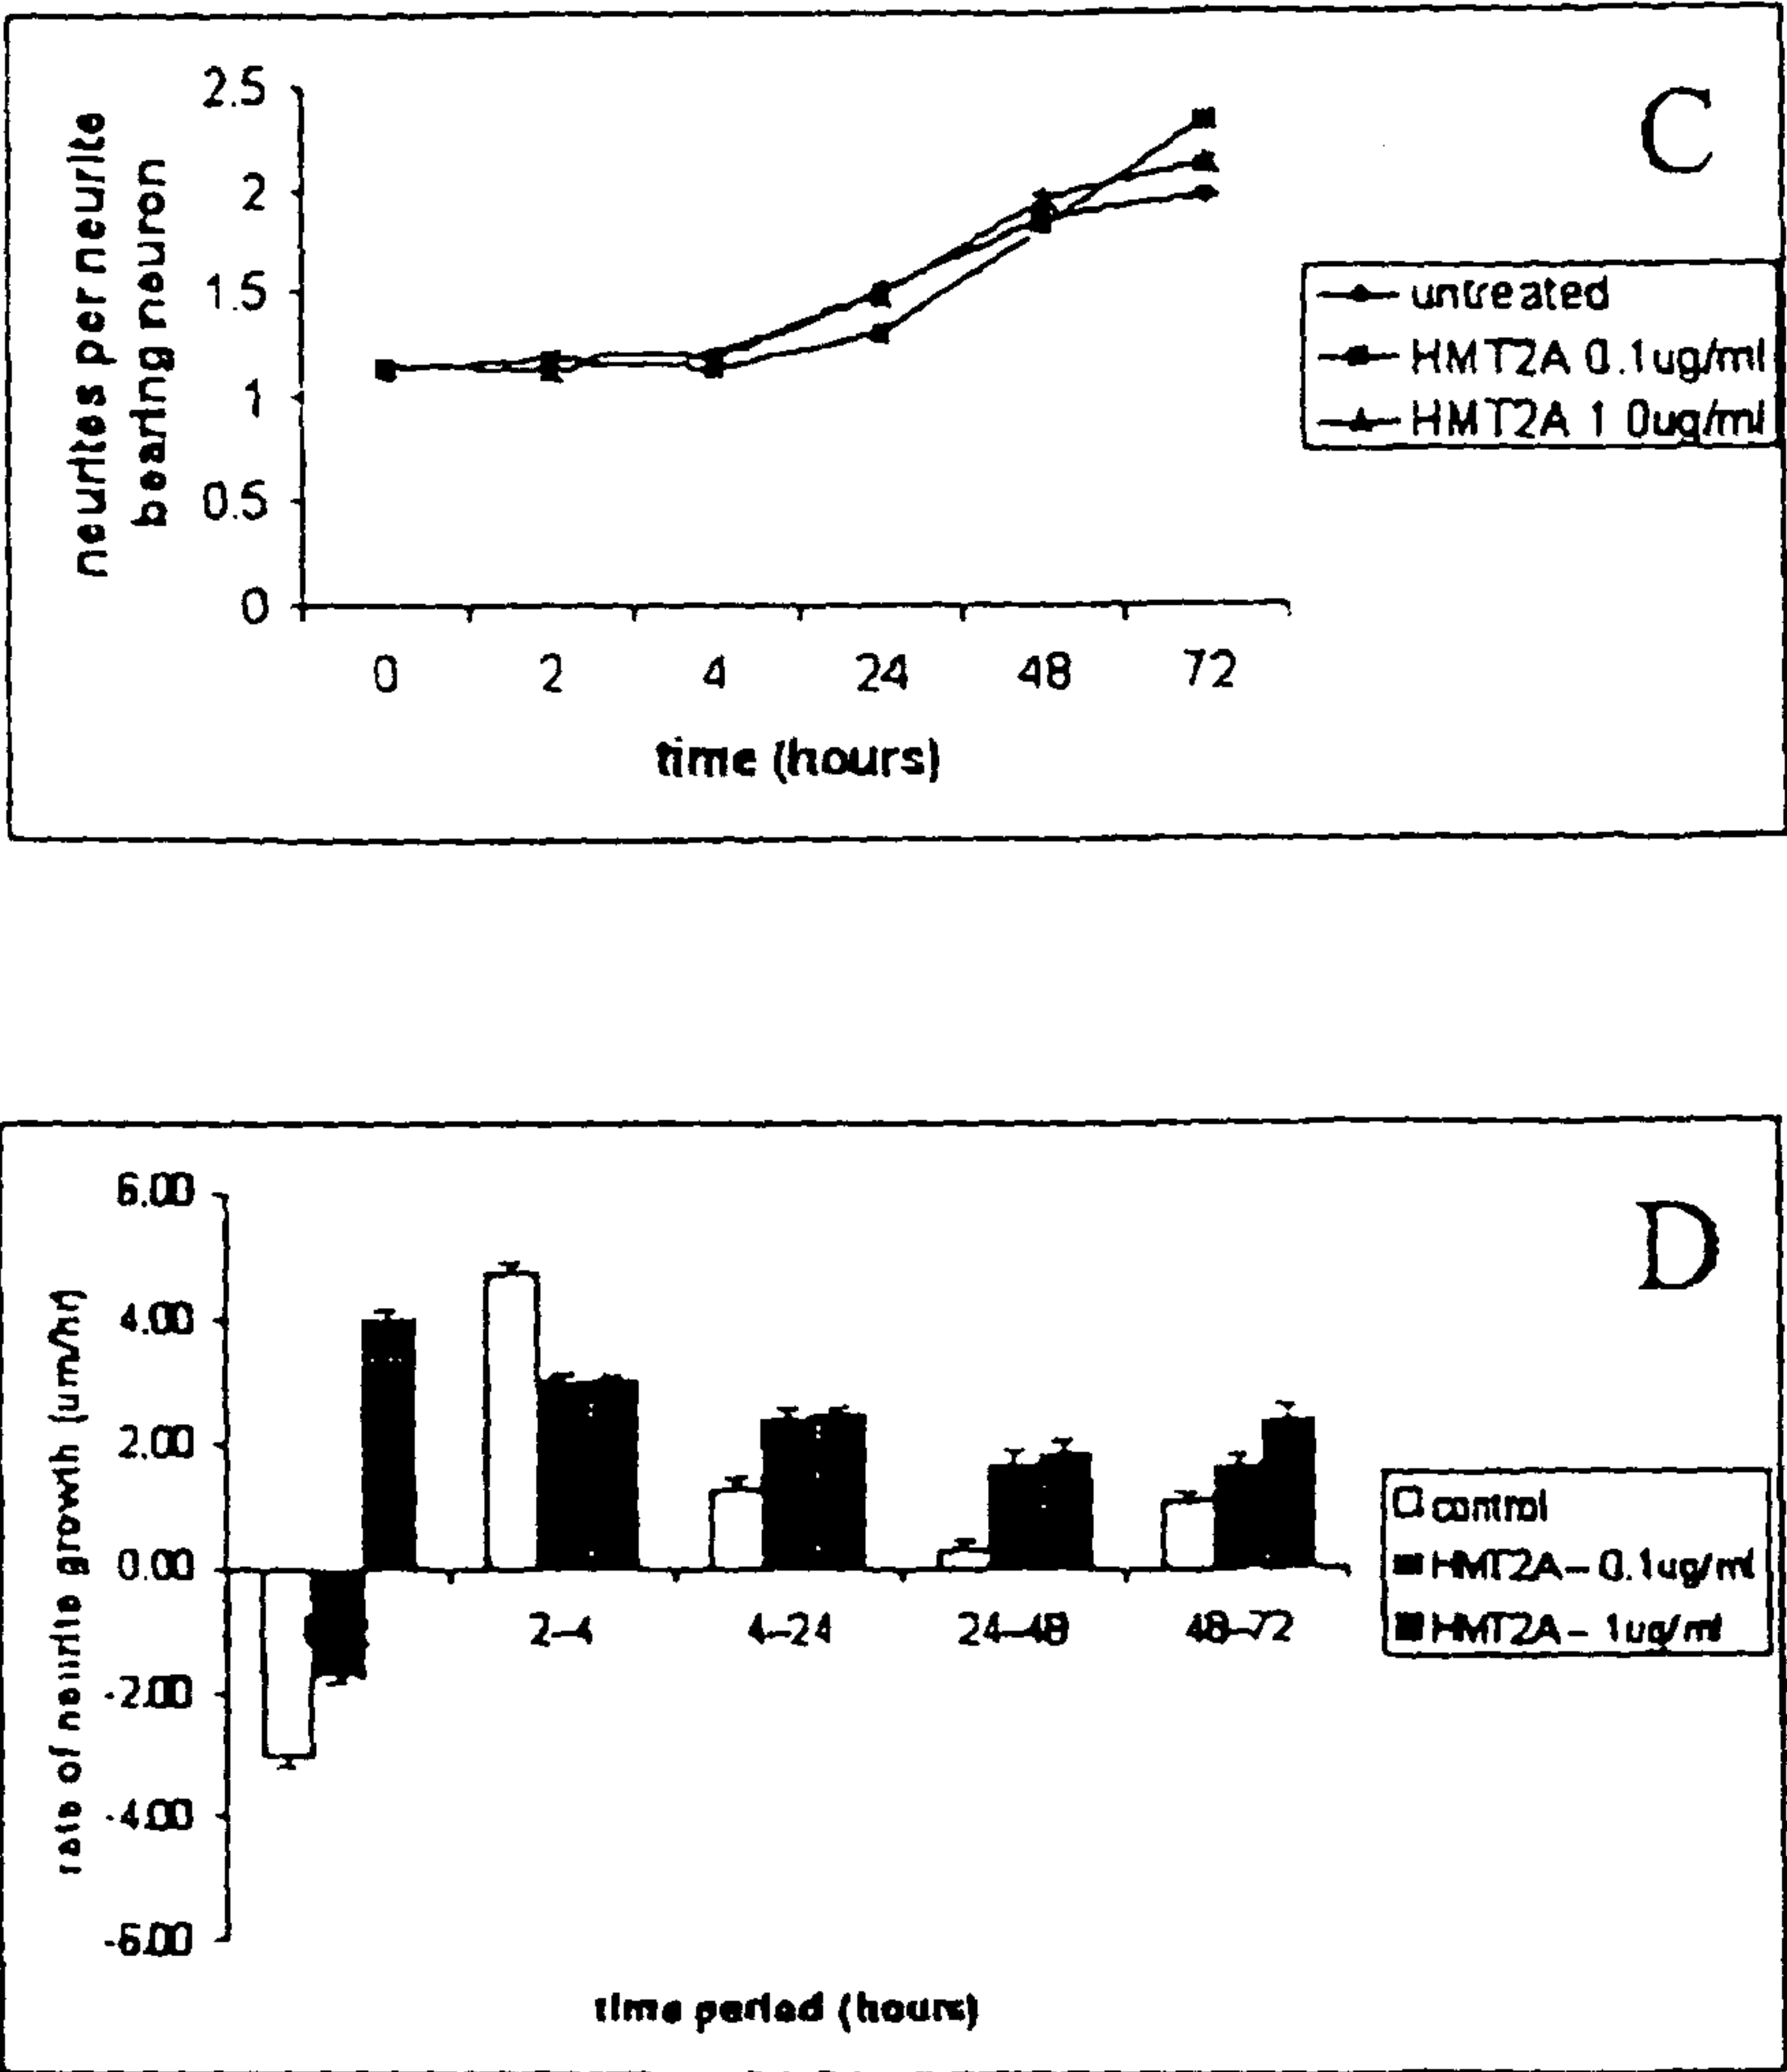 C
2.5
2
1.5
1
0.5
0
neurites per neurite
bearing neuron
0 2 4 24 48 72
time (hours)
untreated
HMT2A 0.1ug/ml
HMT2A 1 0ug/ml
D
6.00
4.00
2.00
0.00
-2.00
-4.00
-6.00
rate of neurite growth (um/hr)
2-4 4-24 24-48 48-72
time period (hours)
control
HMT2A- 0.1ug/ml
HMT2A- 1ug/ml